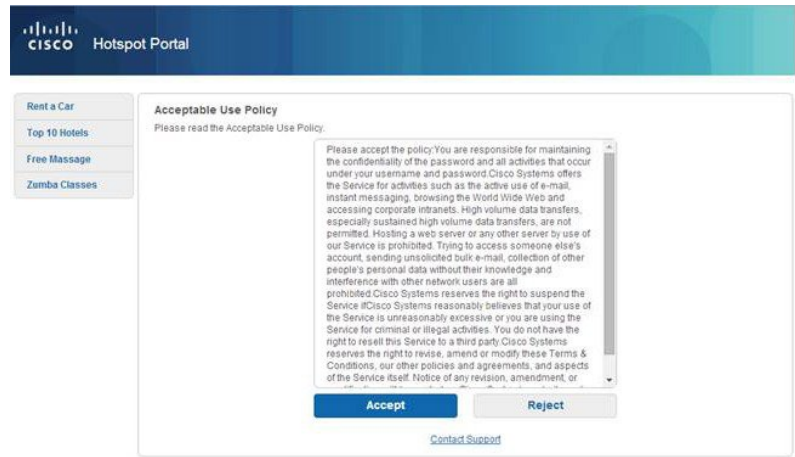 CISCO Hotspot Portal
Rent a Car
Top 10 Hotels
Free Massage
Zumba Classes
Acceptable Use Policy
Please read the Acceptable Use Policy.
Please accept the policy:You are responsible for maintaining
the confidentiality of the password and all activities that occur
under your username and password.Cisco Systems offers
the Service for activities such as the active use of e-mail,
instant messaging, browsing the World Wide Web and
accessing corporate intranets. High volume data transfers,
especially sustained high volume data transfers, are not
permitted. Hosting a web server or any other server by use of
our Service is prohibited. Trying to access someone else's
account, sending unsolicited bulk e-mail, collection of other
people's personal data without their knowledge and
interference with other network users are all
prohibited.Cisco Systems reserves the right to suspend the
Service ifCisco Systems reasonably believes that your use of
the Service is unreasonably excessive or you are using the
Service for criminal or illegal activities. You do not have the
right to resell this Service to a third party.Cisco Systems
reserves the right to revise, amend or modify these Terms &
Conditions, our other policies and agreements, and aspects
of the Service itself. Notice of any revision, amendment, or
Accept
Reject
Contact Support